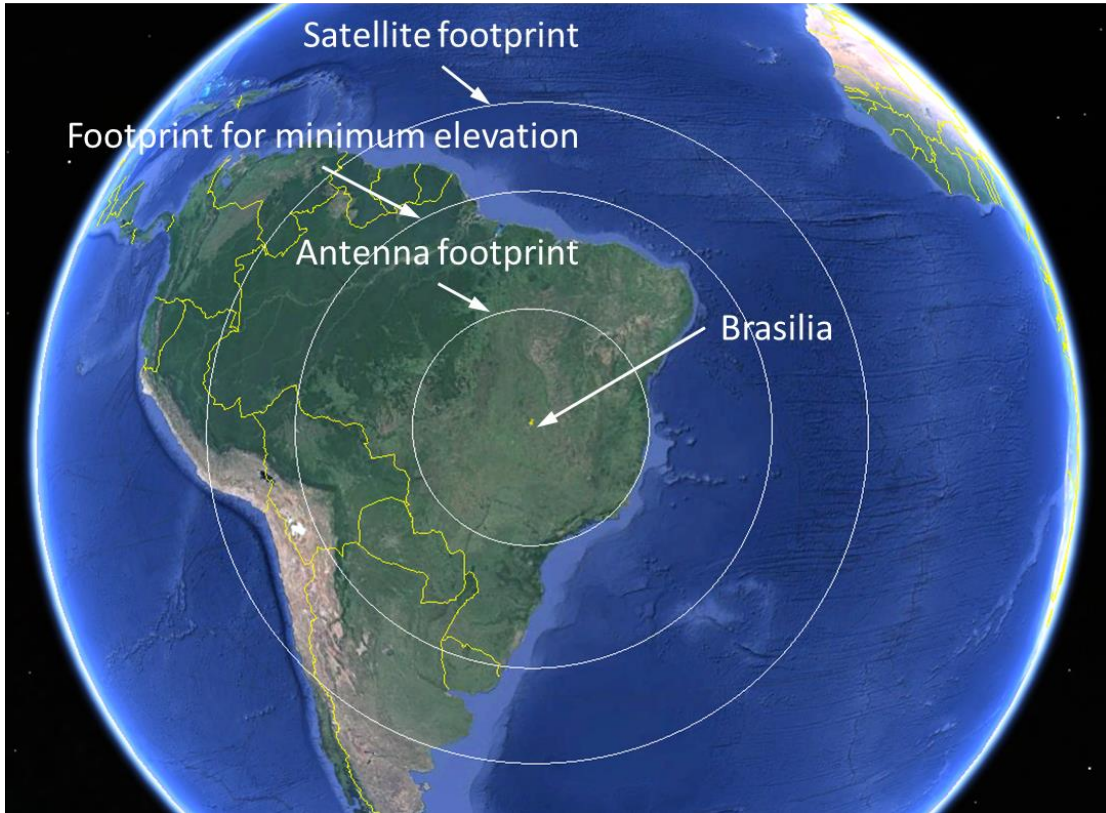 Satellite footprint
Footprint for minimum elevation
Antenna footprint
Brasilia